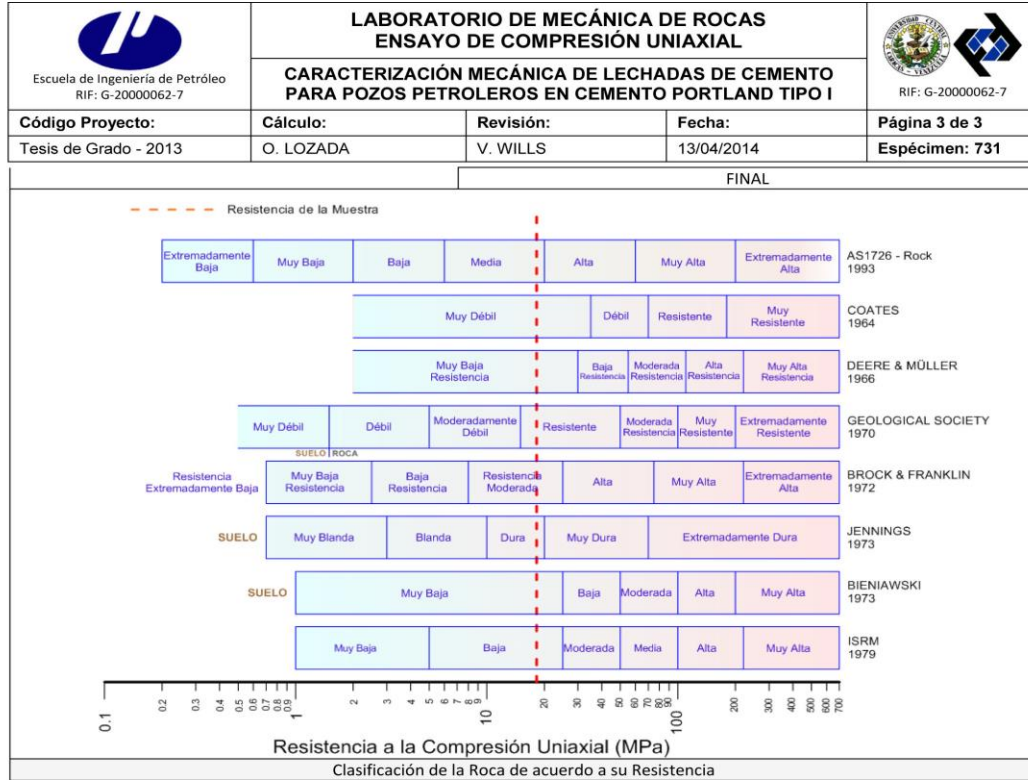 LABORATORIO DE MECÁNICA DE ROCAS
ENSAYO DE COMPRESIÓN UNIAXIAL
Escuela de Ingeniería de Petróleo
RIF: G-20000062-7
CARACTERIZACIÓN MECÁNICA DE LECHADAS DE CEMENTO
PARA POZOS PETROLEROS EN CEMENTO PORTLAND TIPO I
RIF: G-20000062-7
Código Proyecto: Cálculo: Revisión: Fecha: Página 3 de 3
Tesis de Grado - 2013 O. LOZADA V. WILLS 13/04/2014 Espécimen: 731
FINAL
Resistencia de la Muestra
Extremadamente Baja Muy Baja Baja Media Alta Muy Alta Extremadamente Alta AS1726 - Rock
1993
Muy Débil Débil Resistente Muy Resistente COATES
1964
Muy Baja Resistencia Baja Resistencia Moderada Resistencia Alta Resistencia Muy Alta Resistencia DEERE & MÜLLER
1966
Muy Débil Débil Moderadamente Débil Resistente Moderada Resistencia Muy Resistente Extremadamente Resistente GEOLOGICAL SOCIETY
1970
SUELO ROCA
Resistencia Extremadamente Baja Muy Baja Resistencia Baja Resistencia Resistencia Moderada Alta Muy Alta Extremadamente Alta BROCK & FRANKLIN
1972
SUELO Muy Blanda Blanda Dura Muy Dura Extremadamente Dura JENNINGS
1973
SUELO Muy Baja Baja Moderada Alta Muy Alta BIENIAWSKI
1973
Muy Baja Baja Moderada Media Alta Muy Alta ISRM
1979
0.1 0.2 0.3 0.4 0.5 0.6 0.7 0.8 0.9 1 2 3 4 5 6 7 8 9 10 20 30 40 50 60 70 80 90 100 200 300 400 500 600 700
Resistencia a la Compresión Uniaxial (MPa)
Clasificación de la Roca de acuerdo a su Resistencia